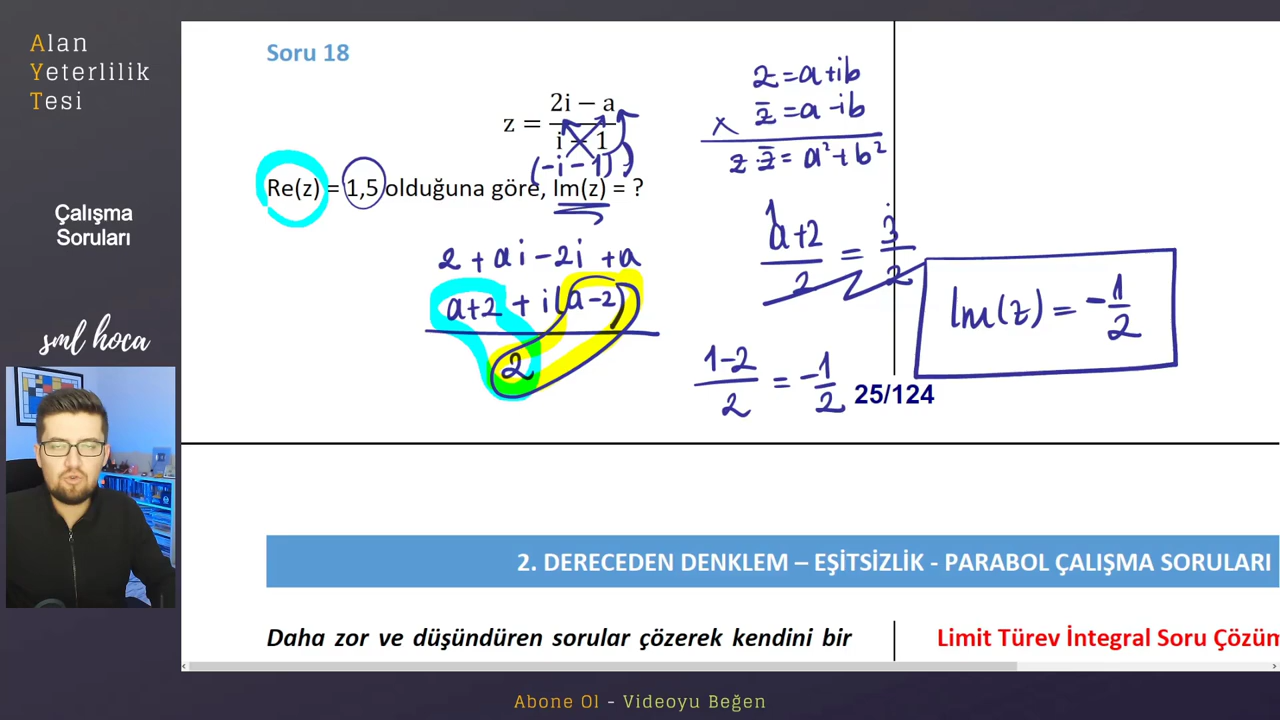 Alan
Yeterlilik
Tesi
Çalışma
Soruları
sml hoca
Soru 18
z = (2i − a)/(i − 1)
(-i-1)
Re(z) = 1,5 olduğuna göre, Im(z) = ?
2 + ai - 2i + a
a+2 + i(a-2)
2
z = a+ib
z̄ = a-ib
x
z·z̄ = a² + b²
1
(a+2)/2 = 3/2
(1-2)/2 = -1/2
Im(z) = -1/2
25/124
2. DERECEDEN DENKLEM – EŞİTSİZLİK - PARABOL ÇALIŞMA SORULARI
Daha zor ve düşündüren sorular çözerek kendini bir
Limit Türev İntegral Soru Çözüm
Abone Ol - Videoyu Beğen